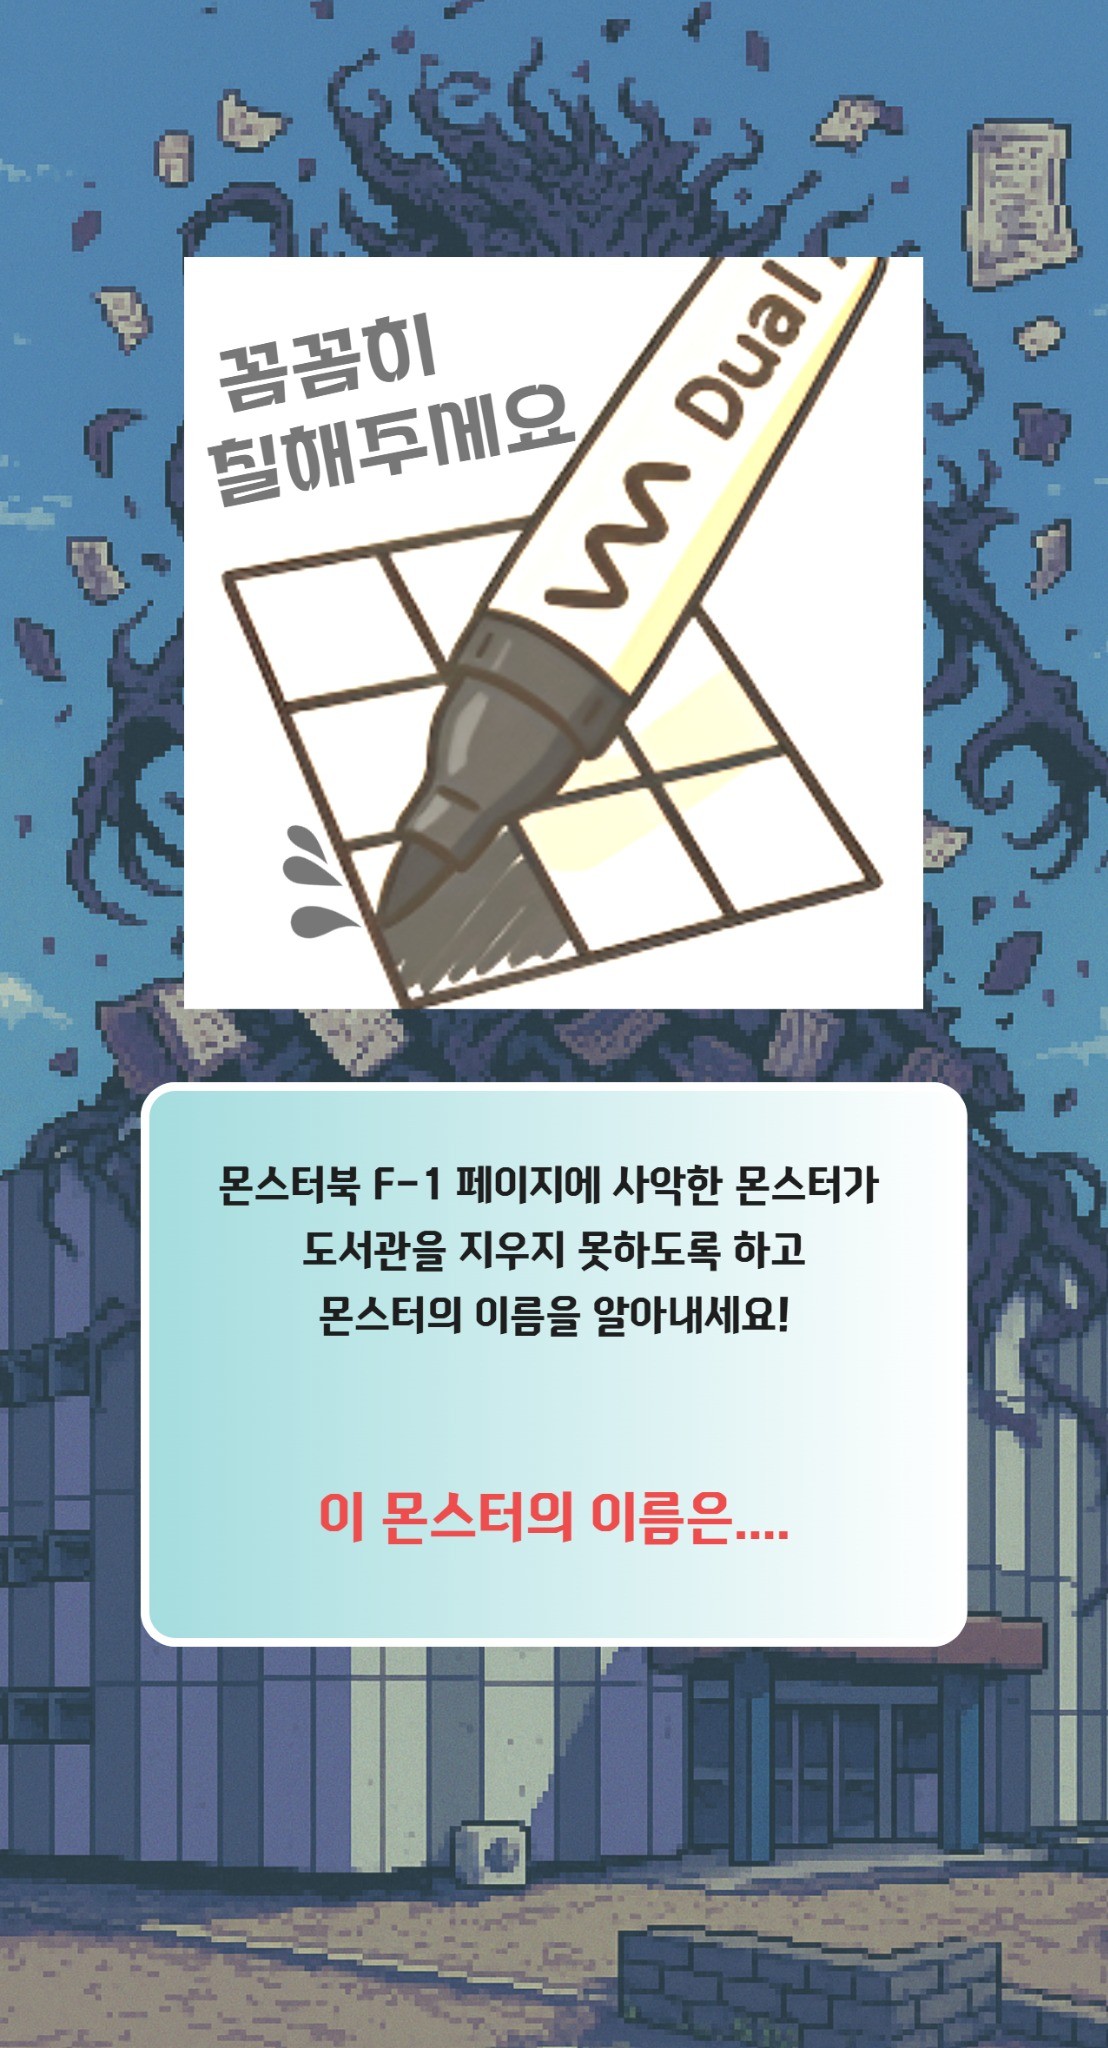 꼼꼼히
칠해주세요
Dual
몬스터북 F-1 페이지에 사악한 몬스터가
도서관을 지우지 못하도록 하고
몬스터의 이름을 알아내세요!
이 몬스터의 이름은....